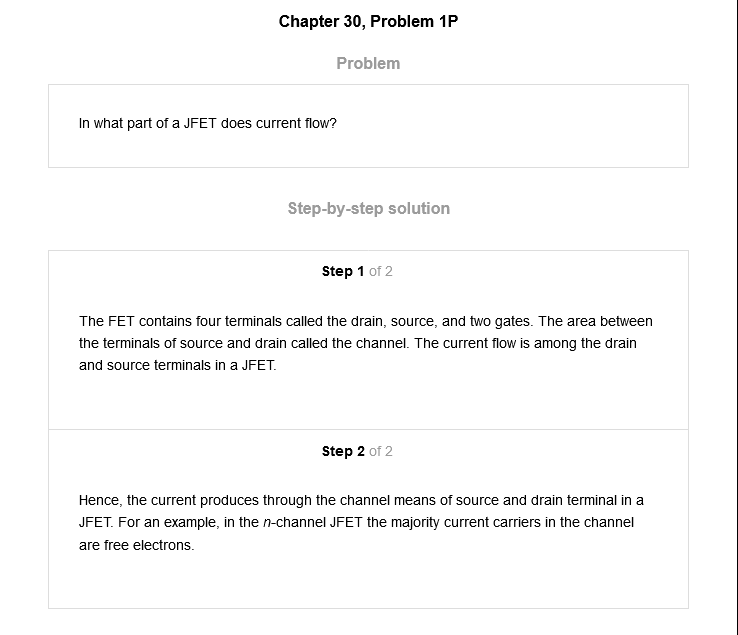 Chapter 30, Problem 1P
Problem
In what part of a JFET does current flow?
Step-by-step solution
Step 1 of 2
The FET contains four terminals called the drain, source, and two gates. The area between
the terminals of source and drain called the channel. The current flow is among the drain
and source terminals in a JFET.
Step 2 of 2
Hence, the current produces through the channel means of source and drain terminal in a
JFET. For an example, in the n-channel JFET the majority current carriers in the channel
are free electrons.